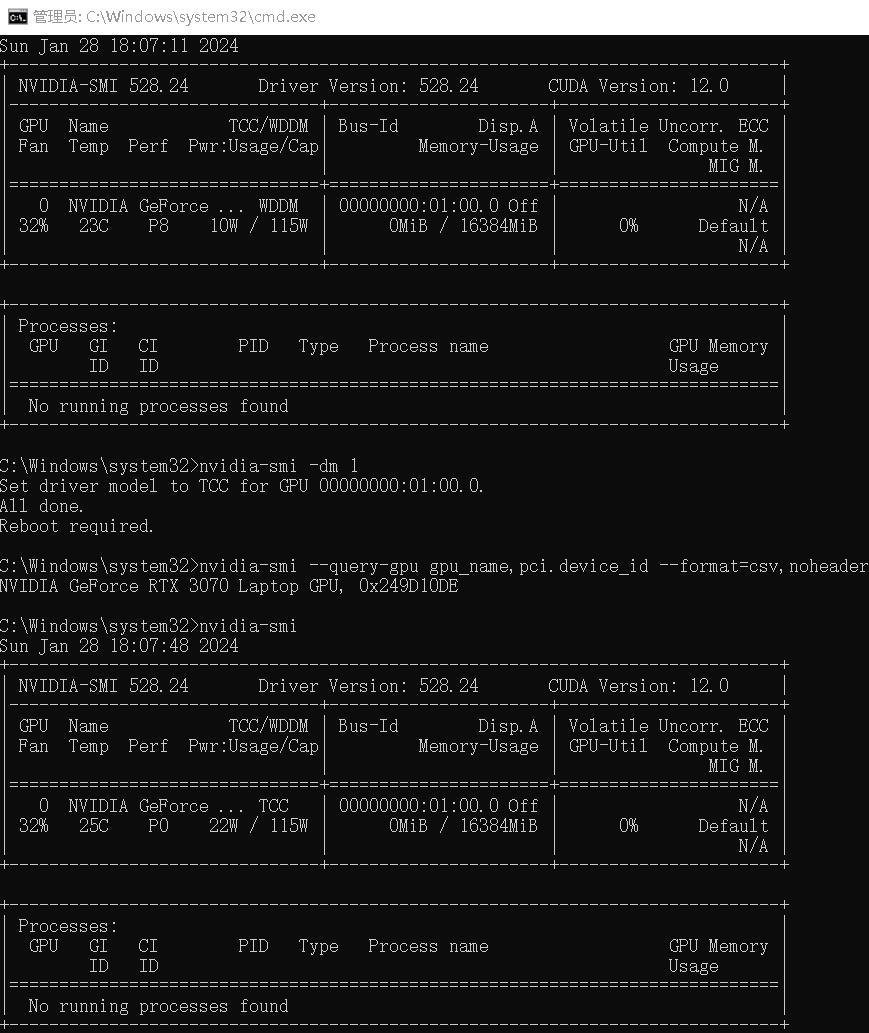 管理员: C:\Windows\system32\cmd.exe
Sun Jan 28 18:07:11 2024
NVIDIA-SMI 528.24 Driver Version: 528.24 CUDA Version: 12.0
GPU Name TCC/WDDM | Bus-Id Disp.A | Volatile Uncorr. ECC
Fan Temp Perf Pwr:Usage/Cap | Memory-Usage | GPU-Util Compute M.
MIG M.
0 NVIDIA GeForce ... WDDM | 00000000:01:00.0 Off | N/A
32% 23C P8 10W / 115W | 0MiB / 16384MiB | 0% Default
N/A
Processes:
GPU GI CI PID Type Process name GPU Memory
ID ID Usage
No running processes found
C:\Windows\system32>nvidia-smi -dm 1
Set driver model to TCC for GPU 00000000:01:00.0.
All done.
Reboot required.
C:\Windows\system32>nvidia-smi --query-gpu gpu_name,pci.device_id --format=csv,noheader
NVIDIA GeForce RTX 3070 Laptop GPU, 0x249D10DE
C:\Windows\system32>nvidia-smi
Sun Jan 28 18:07:48 2024
NVIDIA-SMI 528.24 Driver Version: 528.24 CUDA Version: 12.0
GPU Name TCC/WDDM | Bus-Id Disp.A | Volatile Uncorr. ECC
Fan Temp Perf Pwr:Usage/Cap | Memory-Usage | GPU-Util Compute M.
MIG M.
0 NVIDIA GeForce ... TCC | 00000000:01:00.0 Off | N/A
32% 25C P0 22W / 115W | 0MiB / 16384MiB | 0% Default
N/A
Processes:
GPU GI CI PID Type Process name GPU Memory
ID ID Usage
No running processes found